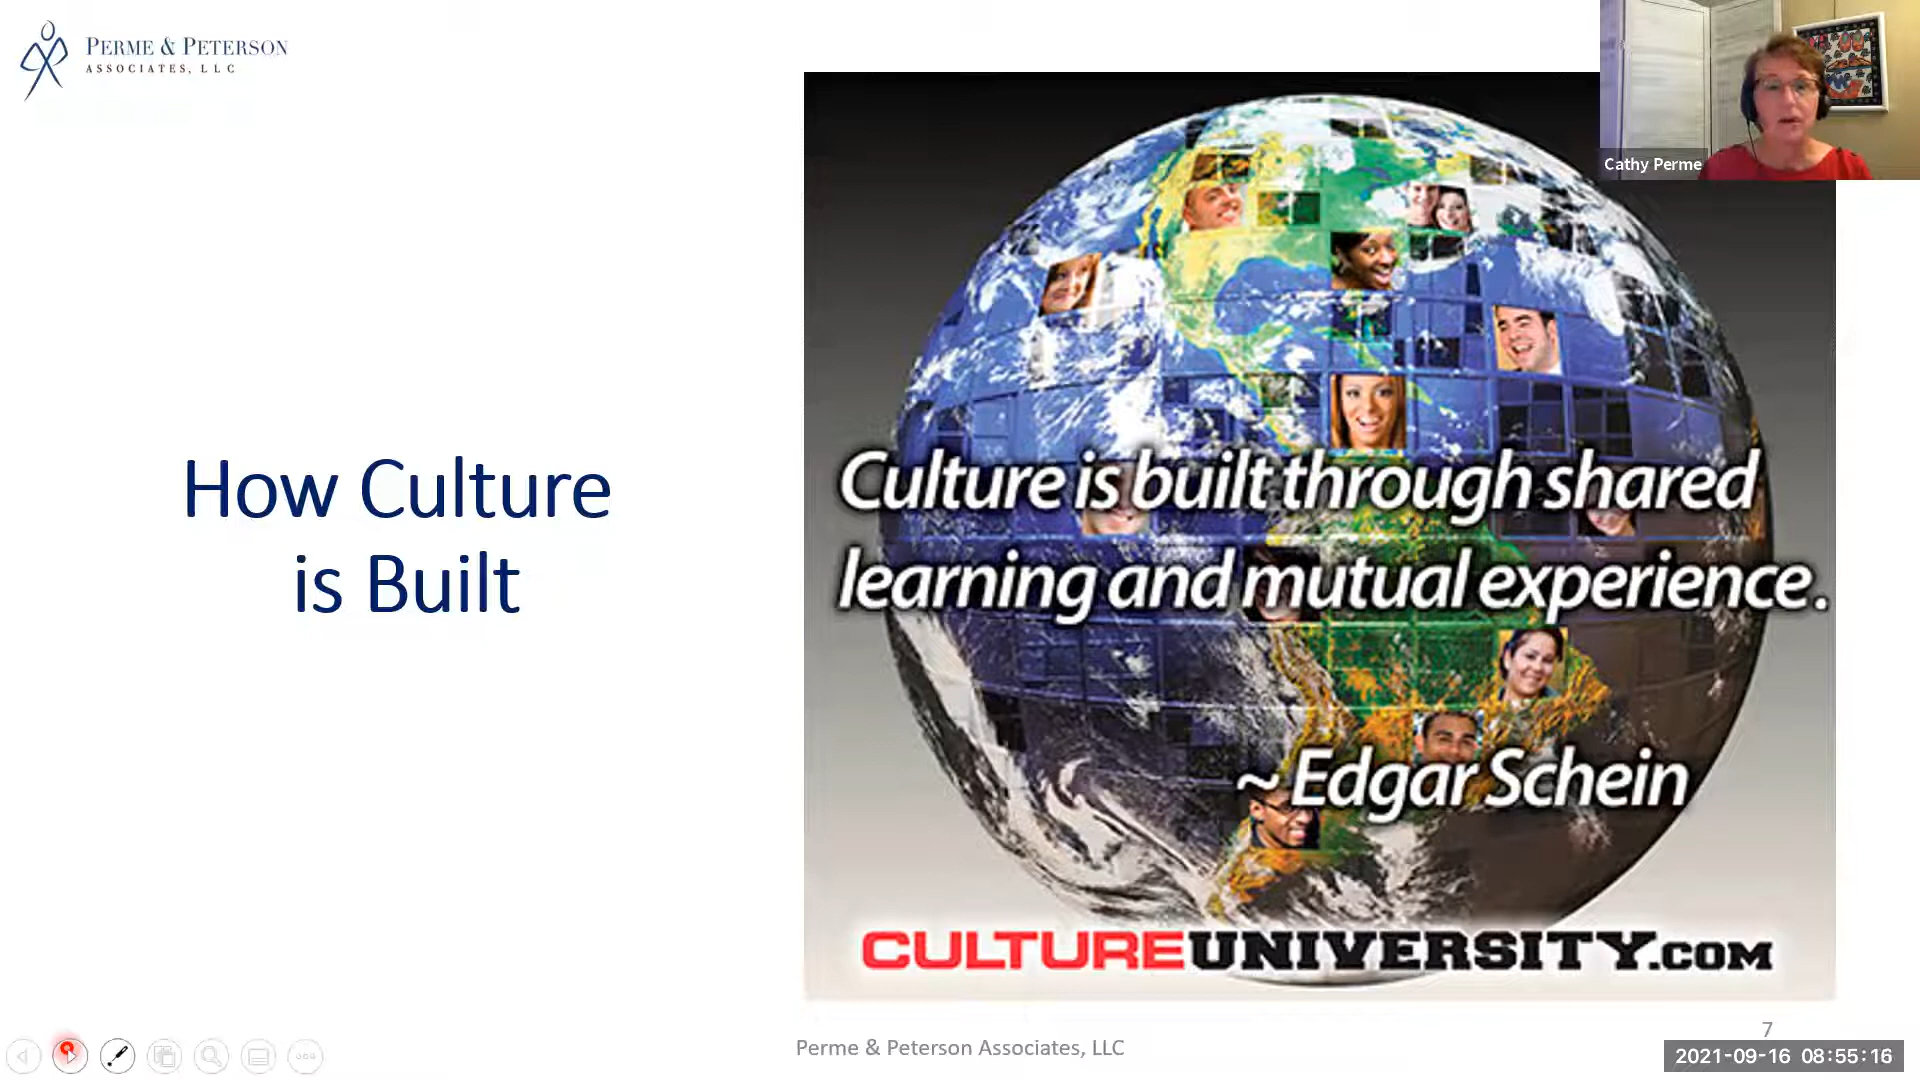 PERME & PETERSON
ASSOCIATES, LLC
Cathy Perme
How Culture
is Built
Culture is built through shared
learning and mutual experience.
~ Edgar Schein
CULTUREUNIVERSITY.COM
Perme & Peterson Associates, LLC
7
2021-09-16 08:55:16